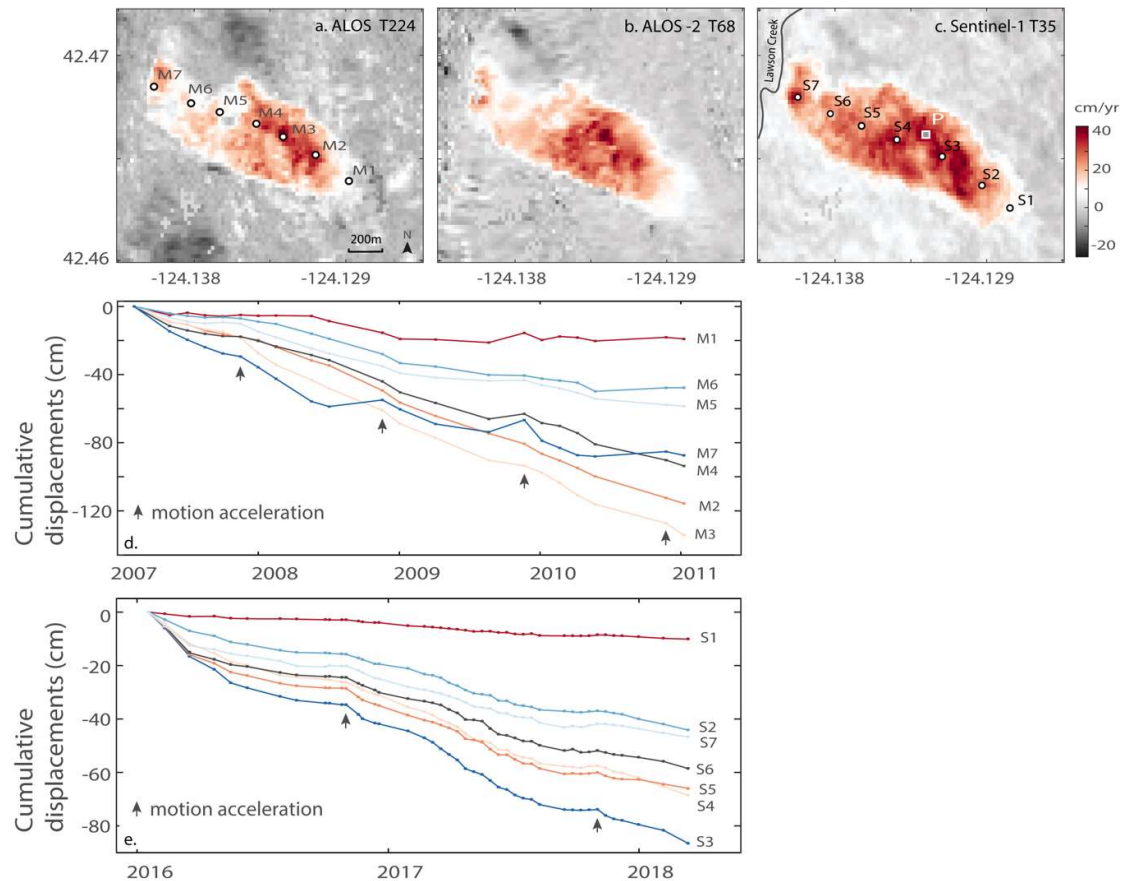 a. ALOS T224
b. ALOS -2 T68
c. Sentinel-1 T35
42.47
42.46
M7
M6
M5
M4
M3
M2
M1
200m
N
Lawson Creek
S7
S6
S5
S4
P
S3
S2
S1
cm/yr
40
20
0
-20
-124.138
-124.129
-124.138
-124.129
-124.138
-124.129
Cumulative
displacements (cm)
0
-40
-80
-120
M1
M6
M5
M7
M4
M2
M3
motion acceleration
d.
2007
2008
2009
2010
2011
Cumulative
displacements (cm)
0
-20
-40
-60
-80
S1
S2
S7
S6
S5
S4
S3
motion acceleration
e.
2016
2017
2018